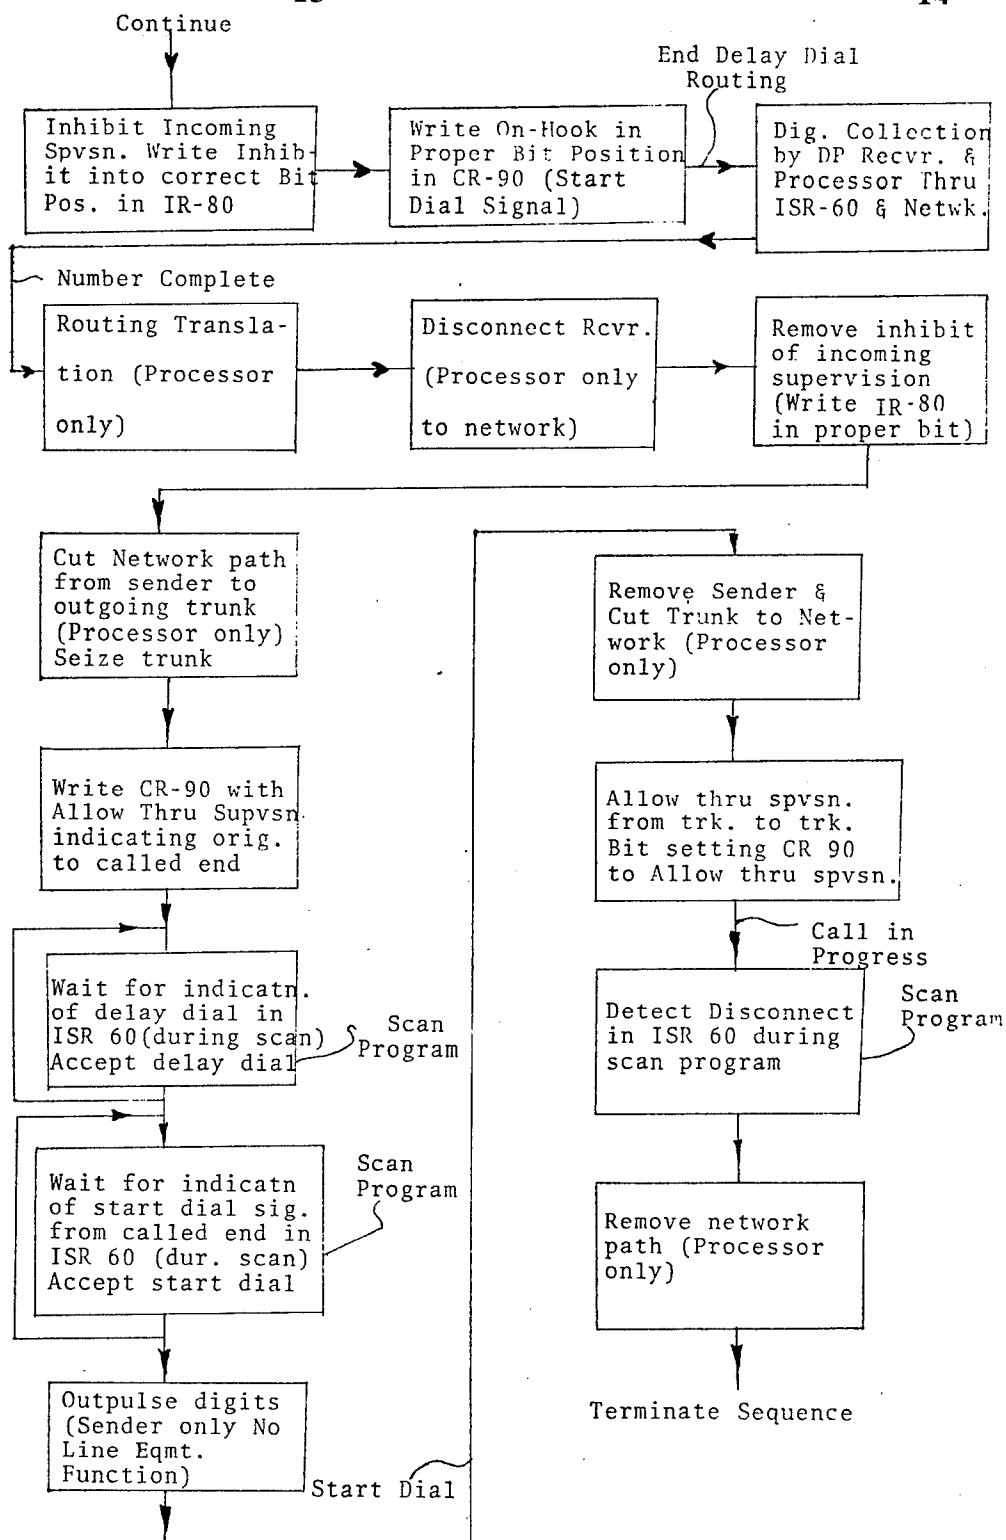 Continue
End Delay Dial
Routing
Inhibit Incoming
Spvsn. Write Inhib-
it into correct Bit
Pos. in IR-80
Write On-Hook in
Proper Bit Position
in CR-90 (Start
Dial Signal)
Dig. Collection
by DP Recvr. &
Processor Thru
ISR-60 & Netwk.
Number Complete
Routing Transla-
tion (Processor
only)
Disconnect Rcvr.
(Processor only
to network)
Remove inhibit
of incoming
supervision
(Write IR-80
in proper bit)
Cut Network path
from sender to
outgoing trunk
(Processor only)
Seize trunk
Write CR-90 with
Allow Thru Supvsn.
indicating orig.
to called end
Wait for indicatn.
of delay dial in
ISR 60(during scan)
Accept delay dial
Scan
Program
Wait for indicatn
of start dial sig.
from called end in
ISR 60 (dur. scan)
Accept start dial
Scan
Program
Outpulse digits
(Sender only No
Line Eqmt.
Function)
Start Dial
Remove Sender &
Cut Trunk to Net-
work (Processor
only)
Allow thru spvsn.
from trk. to trk.
Bit setting CR 90
to Allow thru spvsn.
Call in
Progress
Detect Disconnect
in ISR 60 during
scan program
Scan
Program
Remove network
path (Processor
only)
Terminate Sequence